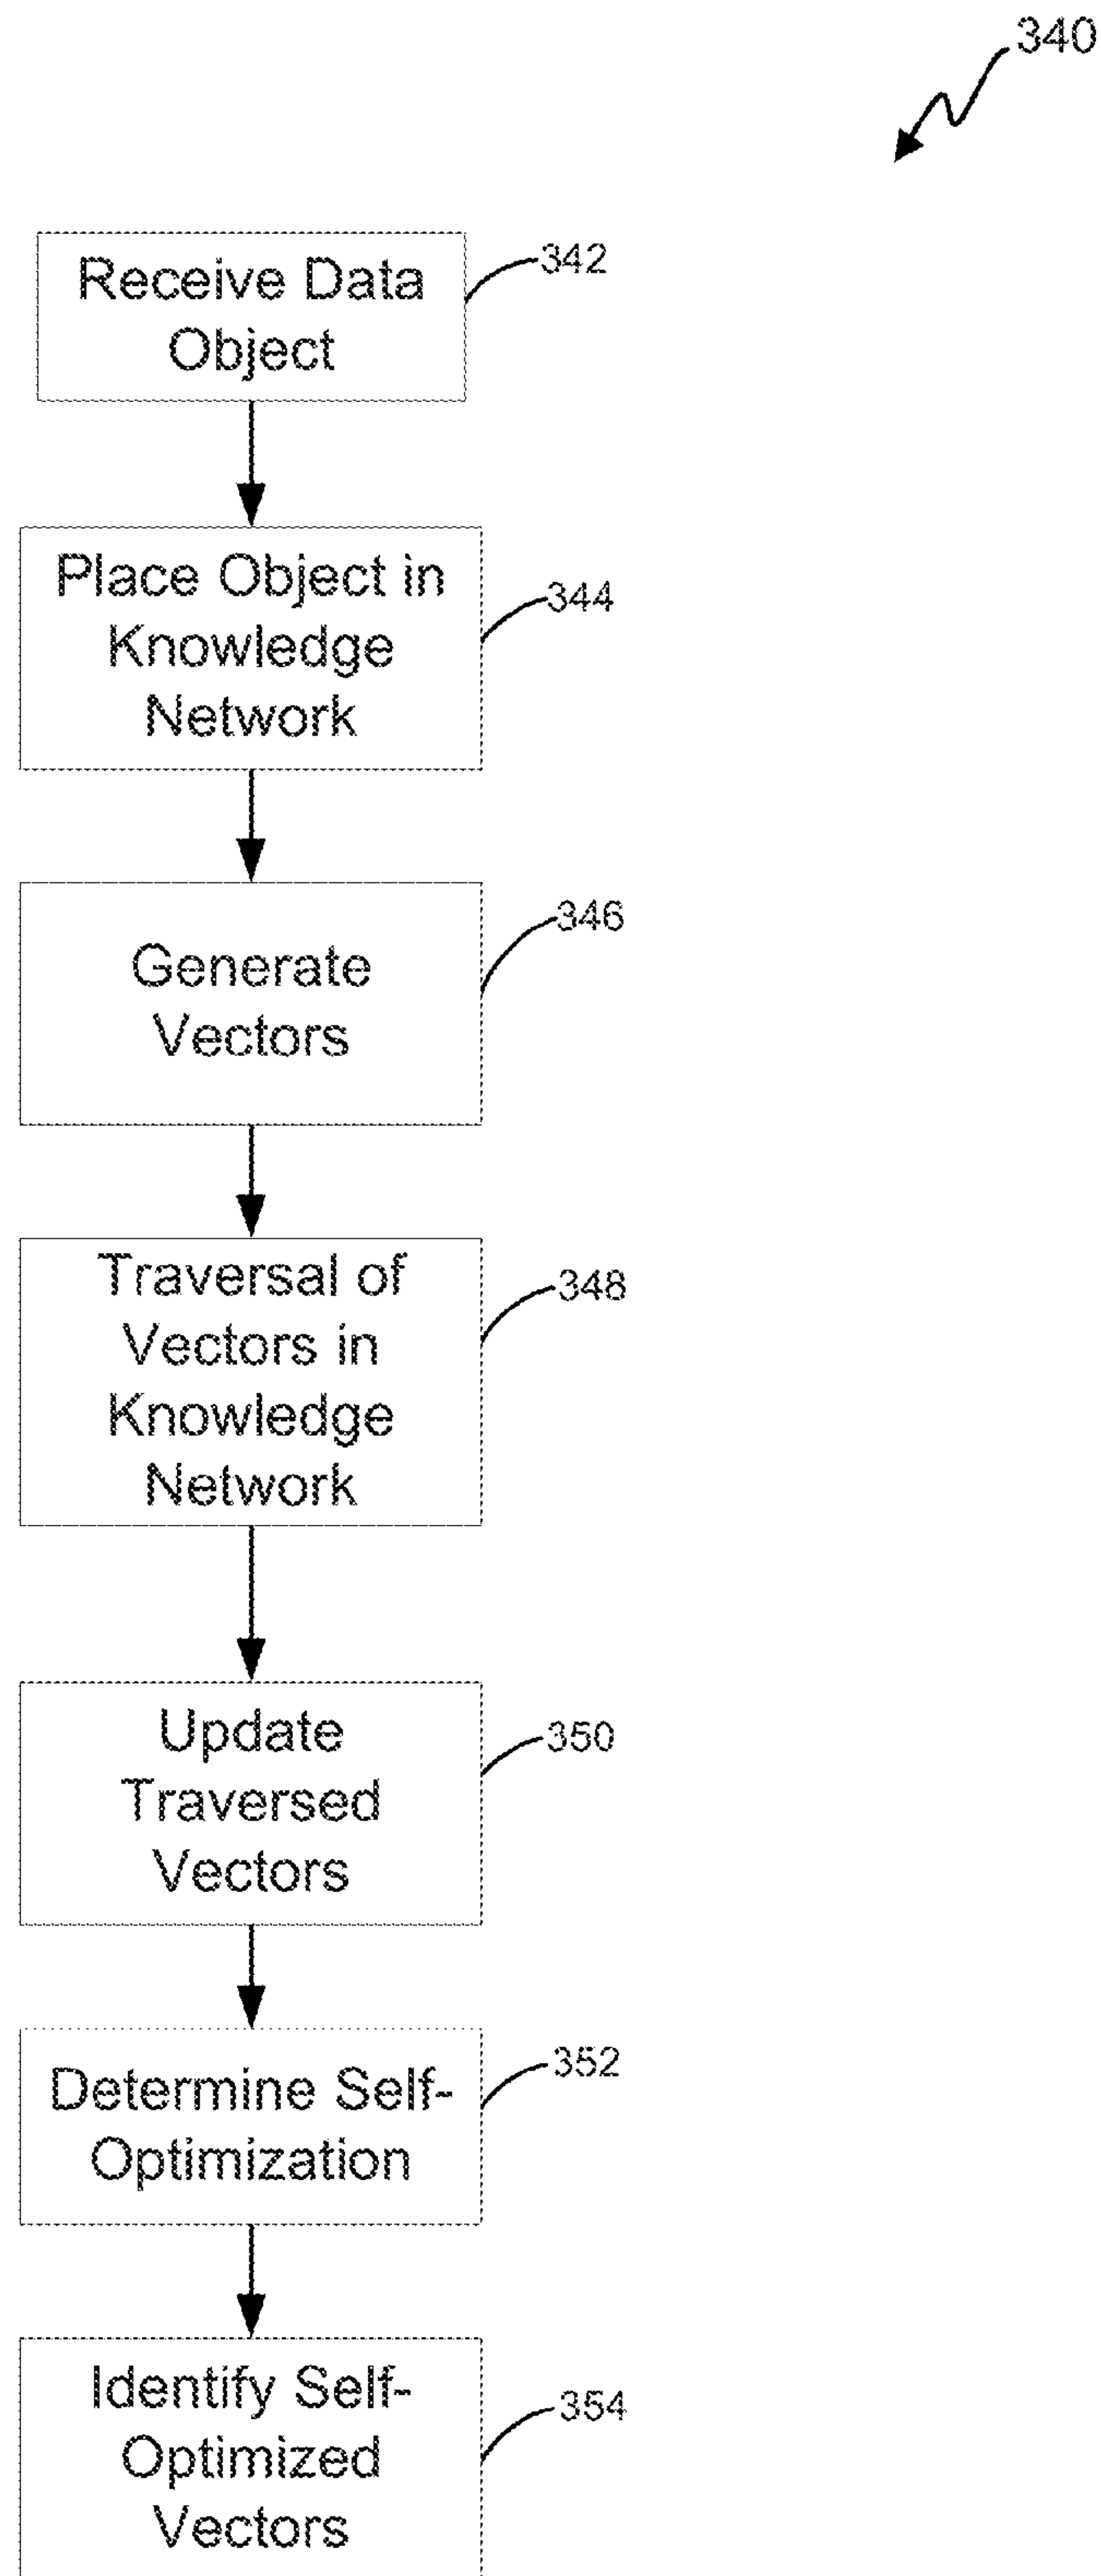 340
Receive Data
Object
342
Place Object in
Knowledge
Network
344
Generate
Vectors
346
Traversal of
Vectors in
Knowledge
Network
348
Update
Traversed
Vectors
350
Determine Self-
Optimization
352
Identify Self-
Optimized
Vectors
354